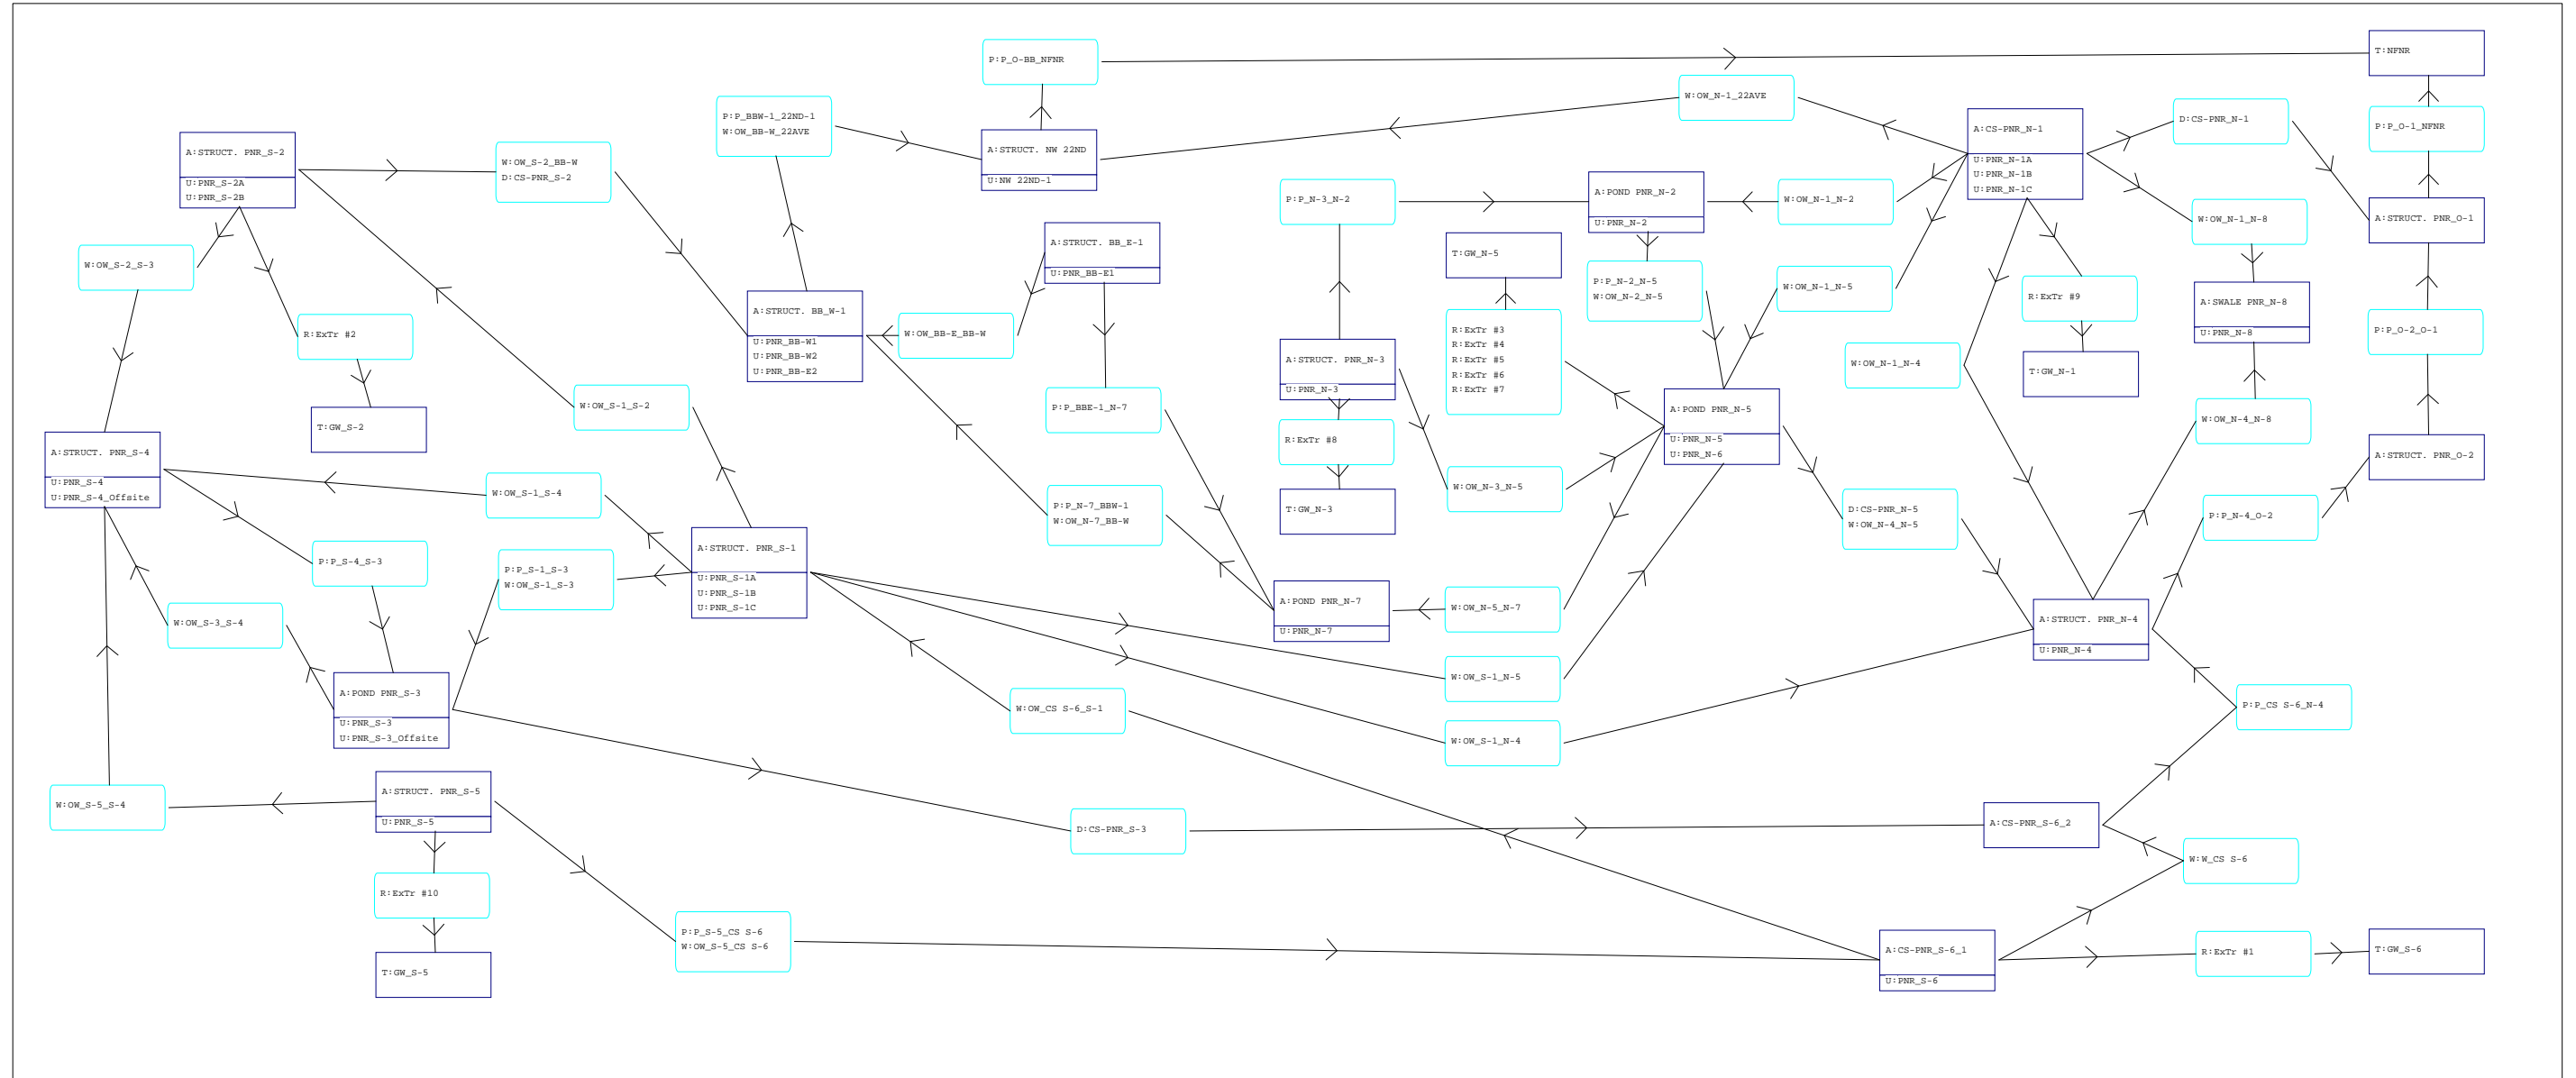 P:P_O-BB_NFNR
T:NFNR
W:OW_N-1_22AVE
P:P_BBW-1_22ND-1
W:OW_BB-W_22AVE
D:CS-PNR_N-1
P:P_O-1_NFNR
A:CS-PNR_N-1
U:PNR_N-1A
U:PNR_N-1B
U:PNR_N-1C
A:STRUCT. PNR_S-2
U:PNR_S-2A
U:PNR_S-2B
W:OW_S-2_BB-W
D:CS-PNR_S-2
A:STRUCT. NW 22ND
U:NW 22ND-1
P:P_N-3_N-2
A:POND PNR_N-2
U:PNR_N-2
W:OW_N-1_N-2
W:OW_N-1_N-8
A:STRUCT. PNR_O-1
A:STRUCT. BB_E-1
U:PNR_BB-E1
T:GW_N-5
W:OW_S-2_S-3
P:P_N-2_N-5
W:OW_N-2_N-5
W:OW_N-1_N-5
R:ExTr #9
A:SWALE PNR_N-8
U:PNR_N-8
A:STRUCT. BB_W-1
U:PNR_BB-W1
U:PNR_BB-W2
U:PNR_BB-E2
R:ExTr #2
W:OW_BB-E_BB-W
R:ExTr #3
R:ExTr #4
R:ExTr #5
R:ExTr #6
R:ExTr #7
P:P_O-2_O-1
A:STRUCT. PNR_N-3
U:PNR_N-3
W:OW_N-1_N-4
T:GW_N-1
W:OW_S-1_S-2
P:P_BBE-1_N-7
A:POND PNR_N-5
U:PNR_N-5
U:PNR_N-6
T:GW_S-2
W:OW_N-4_N-8
A:STRUCT. PNR_S-4
U:PNR_S-4
U:PNR_S-4_Offsite
R:ExTr #8
A:STRUCT. PNR_O-2
W:OW_S-1_S-4
W:OW_N-3_N-5
P:P_N-7_BBW-1
W:OW_N-7_BB-W
T:GW_N-3
D:CS-PNR_N-5
W:OW_N-4_N-5
P:P_N-4_O-2
A:STRUCT. PNR_S-1
U:PNR_S-1A
U:PNR_S-1B
U:PNR_S-1C
P:P_S-4_S-3
P:P_S-1_S-3
W:OW_S-1_S-3
A:POND PNR_N-7
U:PNR_N-7
W:OW_N-5_N-7
W:OW_S-3_S-4
A:STRUCT. PNR_N-4
U:PNR_N-4
W:OW_S-1_N-5
A:POND PNR_S-3
U:PNR_S-3
U:PNR_S-3_Offsite
W:OW_CS S-6_S-1
P:P_CS S-6_N-4
W:OW_S-1_N-4
W:OW_S-5_S-4
A:STRUCT. PNR_S-5
U:PNR_S-5
D:CS-PNR_S-3
A:CS-PNR_S-6_2
W:W_CS S-6
R:ExTr #10
P:P_S-5_CS S-6
W:OW_S-5_CS S-6
A:CS-PNR_S-6_1
U:PNR_S-6
R:ExTr #1
T:GW_S-6
T:GW_S-5